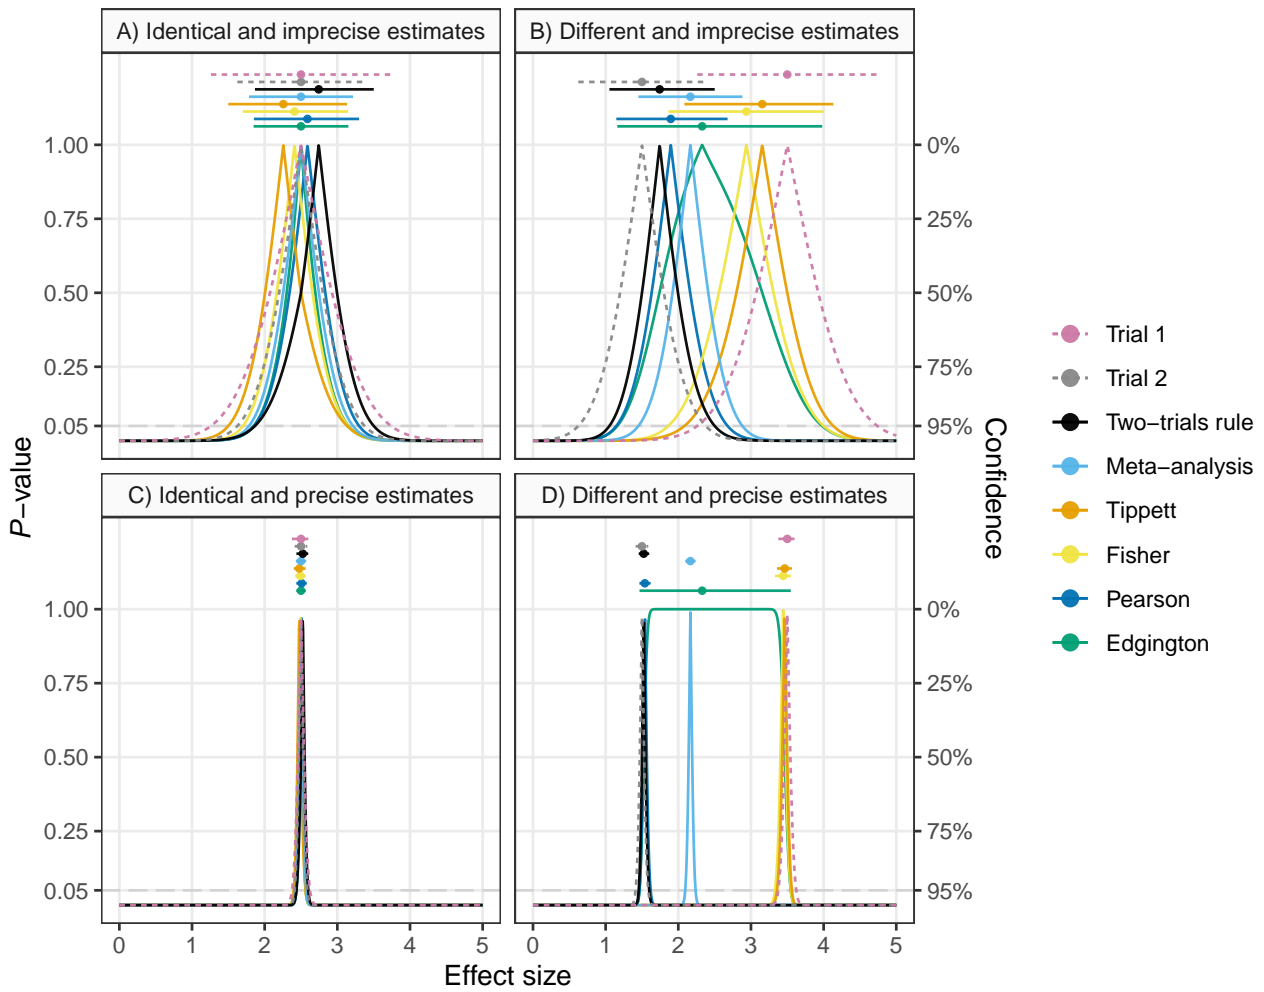 A) Identical and imprecise estimates
B) Different and imprecise estimates
1.00
0.75
0.50
0.25
0.05
0%
25%
50%
75%
95%
C) Identical and precise estimates
D) Different and precise estimates
1.00
0.75
0.50
0.25
0.05
0%
25%
50%
75%
95%
0 1 2 3 4 5
0 1 2 3 4 5
Effect size
P−value
Confidence
Trial 1
Trial 2
Two−trials rule
Meta−analysis
Tippett
Fisher
Pearson
Edgington